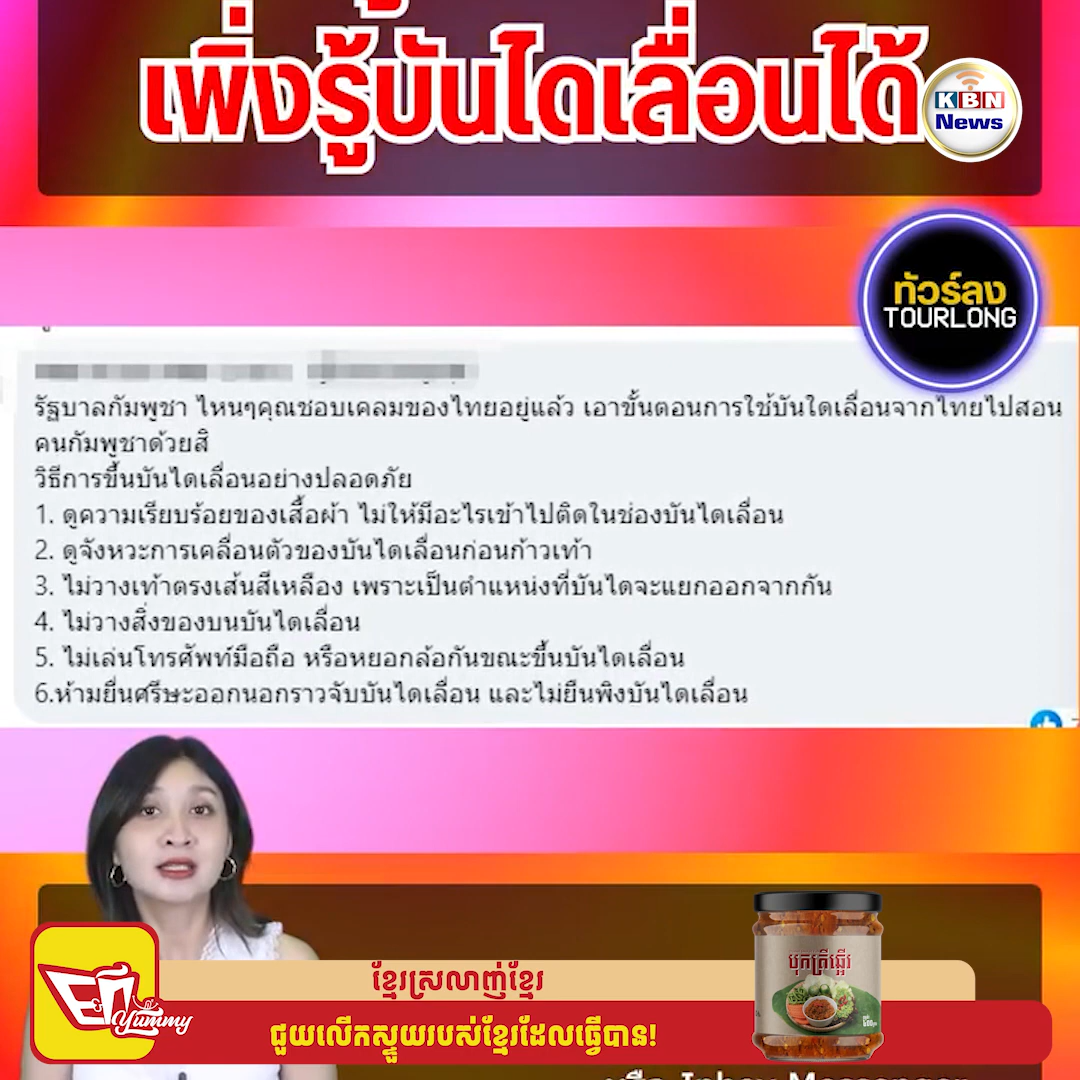 เพิ่งรู้บันไดเลื่อนได้
KBN
News
ทัวร์ลง
TOURLONG
รัฐบาลกัมพูชา ไหนๆคุณชอบเคลมของไทยอยู่แล้ว เอาขั้นตอนการใช้บันใดเลื่อนจากไทยไปสอน
คนกัมพูชาด้วยสิ
วิธีการขึ้นบันไดเลื่อนอย่างปลอดภัย
1. ดูความเรียบร้อยของเสื้อผ้า ไม่ให้มีอะไรเข้าไปติดในช่องบันไดเลื่อน
2. ดูจังหวะการเคลื่อนตัวของบันไดเลื่อนก่อนก้าวเท้า
3. ไม่วางเท้าตรงเส้นสีเหลือง เพราะเป็นตำแหน่งที่บันไดจะแยกออกจากกัน
4. ไม่วางสิ่งของบนบันไดเลื่อน
5. ไม่เล่นโทรศัพท์มือถือ หรือหยอกล้อกันขณะขึ้นบันไดเลื่อน
6.ห้ามยื่นศรีษะออกนอกราวจับบันไดเลื่อน และไม่ยืนพิงบันไดเลื่อน
ខ្មែរស្រលាញ់ខ្មែរ
ជួយលើកស្ទួយរបស់ខ្មែរដែលធ្វើបាន!
Yummy
បុកត្រីឆ្អើរ